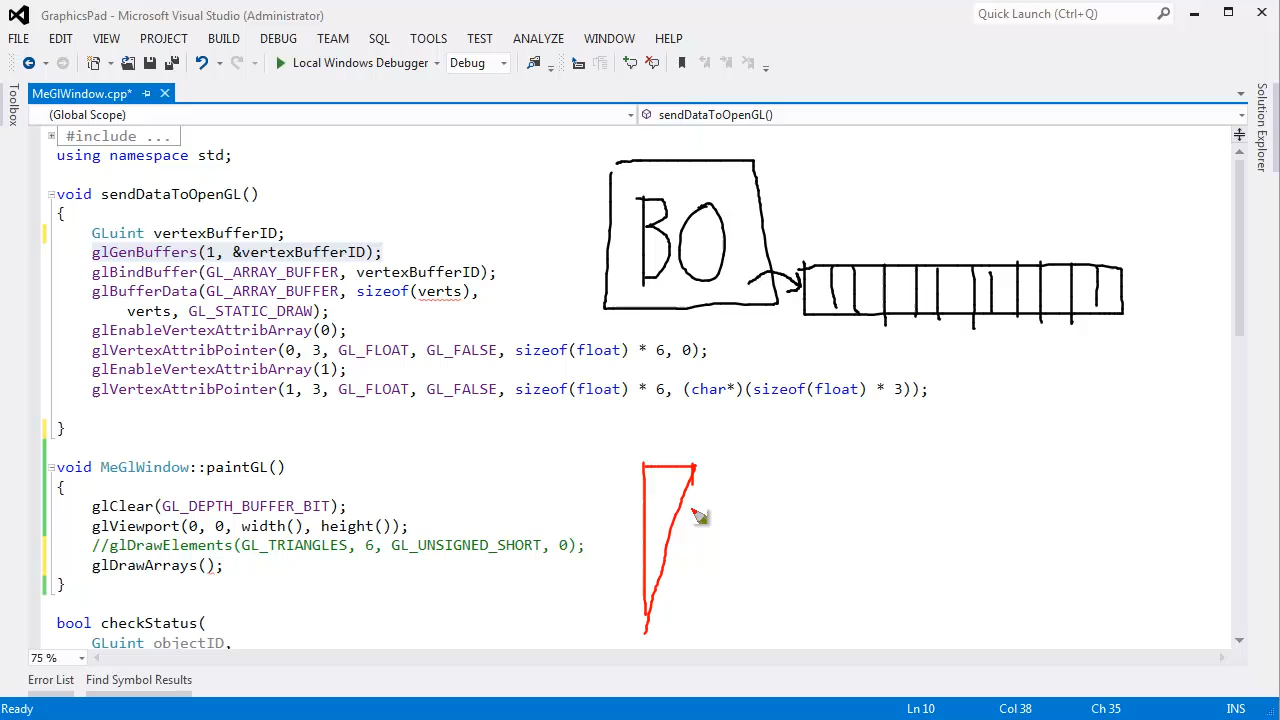 GraphicsPad - Microsoft Visual Studio (Administrator)
Quick Launch (Ctrl+Q)
FILE EDIT VIEW PROJECT BUILD DEBUG TEAM SQL TOOLS TEST ANALYZE WINDOW HELP
Local Windows Debugger Debug
Toolbox
MeGlWindow.cpp*
Solution Explorer
(Global Scope) sendDataToOpenGL()
#include ...
using namespace std;
void sendDataToOpenGL()
{
GLuint vertexBufferID;
glGenBuffers(1, &vertexBufferID);
glBindBuffer(GL_ARRAY_BUFFER, vertexBufferID);
glBufferData(GL_ARRAY_BUFFER, sizeof(verts),
verts, GL_STATIC_DRAW);
glEnableVertexAttribArray(0);
glVertexAttribPointer(0, 3, GL_FLOAT, GL_FALSE, sizeof(float) * 6, 0);
glEnableVertexAttribArray(1);
glVertexAttribPointer(1, 3, GL_FLOAT, GL_FALSE, sizeof(float) * 6, (char*)(sizeof(float) * 3));
}
BO
void MeGlWindow::paintGL()
{
glClear(GL_DEPTH_BUFFER_BIT);
glViewport(0, 0, width(), height());
//glDrawElements(GL_TRIANGLES, 6, GL_UNSIGNED_SHORT, 0);
glDrawArrays();
}
bool checkStatus(
GLuint objectID,
75 %
Error List Find Symbol Results
Ready Ln 10 Col 38 Ch 35 INS